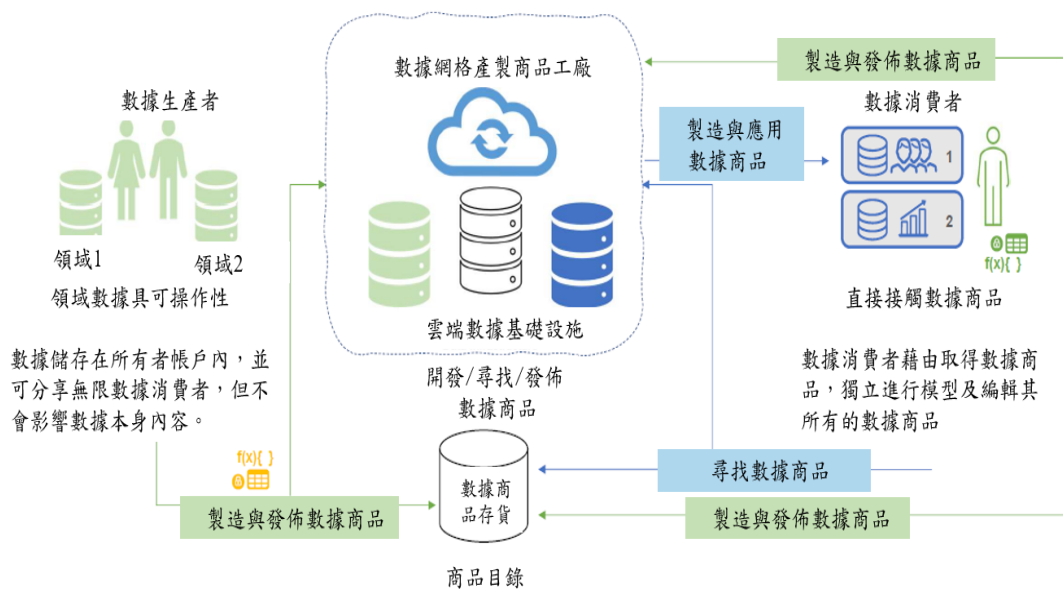 數據網格產製商品工廠
雲端數據基礎設施
數據生產者
領域1
領域2
領域數據具可操作性
數據儲存在所有者帳戶內，並
可分享無限數據消費者，但不
會影響數據本身內容。
f(x){ }
製造與發佈數據商品
開發/尋找/發佈
數據商品
數據商
品存貨
商品目錄
製造與發佈數據商品
製造與應用
數據商品
數據消費者
1
2
f(x){ }
直接接觸數據商品
數據消費者藉由取得數據商
品，獨立進行模型及編輯其
所有的數據商品
尋找數據商品
製造與發佈數據商品